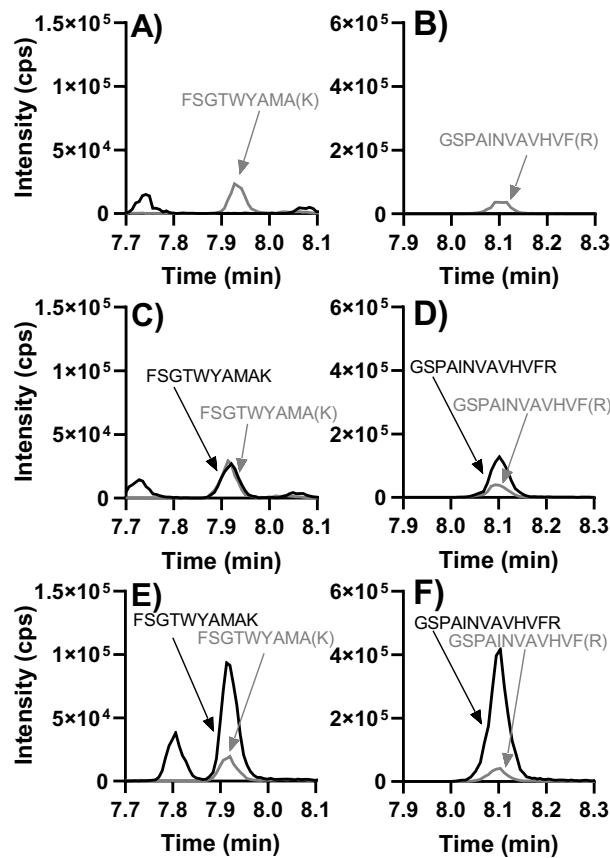 A)
B)
Intensity (cps)
1.5×10⁵
1×10⁵
5×10⁴
0
FSGTWYAMA(K)
7.7 7.8 7.9 8.0 8.1
Time (min)
6×10⁵
4×10⁵
2×10⁵
0
GSPAINVAVHVF(R)
7.9 8.0 8.1 8.2 8.3
Time (min)
C)
D)
Intensity (cps)
1.5×10⁵
1×10⁵
5×10⁴
0
FSGTWYAMAK
FSGTWYAMA(K)
7.7 7.8 7.9 8.0 8.1
Time (min)
6×10⁵
4×10⁵
2×10⁵
0
GSPAINVAVHVFR
GSPAINVAVHVF(R)
7.9 8.0 8.1 8.2 8.3
Time (min)
E)
F)
Intensity (cps)
1.5×10⁵
1×10⁵
5×10⁴
0
FSGTWYAMAK
FSGTWYAMA(K)
7.7 7.8 7.9 8.0 8.1
Time (min)
6×10⁵
4×10⁵
2×10⁵
0
GSPAINVAVHVFR
GSPAINVAVHVF(R)
7.9 8.0 8.1 8.2 8.3
Time (min)